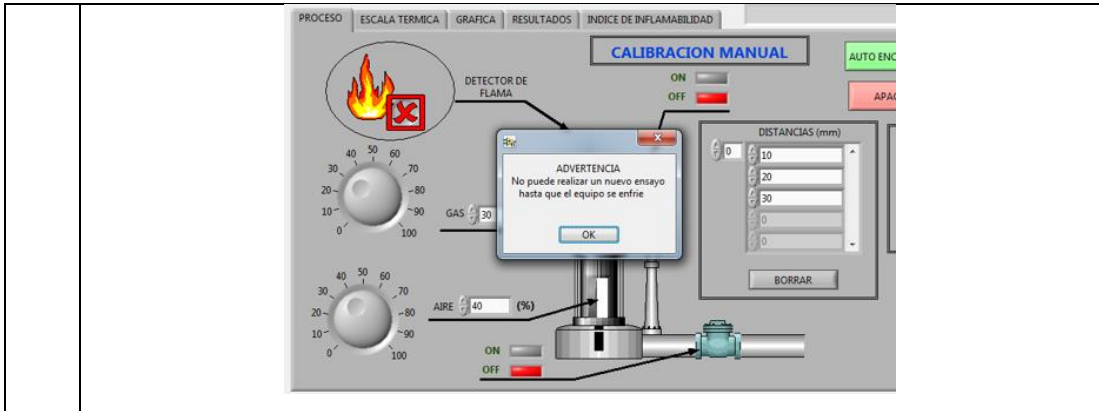 PROCESO ESCALA TERMICA GRAFICA RESULTADOS INDICE DE INFLAMABILIDAD
CALIBRACION MANUAL
AUTO ENC
DETECTOR DE
FLAMA
ON
OFF
APA
DISTANCIAS (mm)
0
10
20
30
0
0
BORRAR
ADVERTENCIA
No puede realizar un nuevo ensayo
hasta que el equipo se enfrie
OK
0 10 20 30 40 50 60 70 80 90 100
GAS 30
0 10 20 30 40 50 60 70 80 90 100
AIRE 40 (%)
ON
OFF